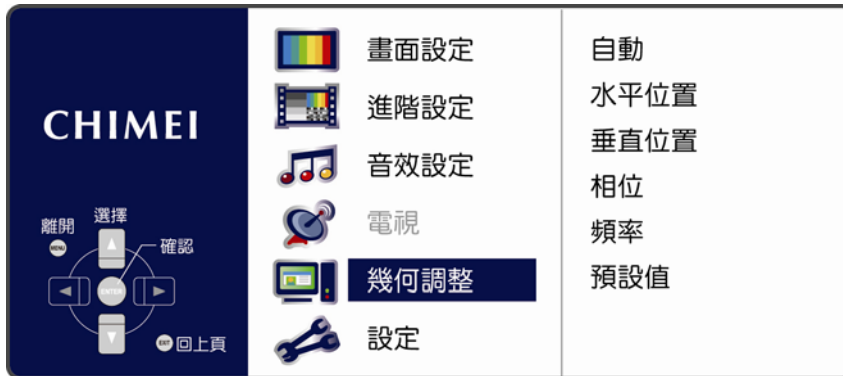 CHIMEI
離開
選擇
MENU
確認
ENTER
EXIT 回上頁
畫面設定
進階設定
音效設定
電視
幾何調整
設定
自動
水平位置
垂直位置
相位
頻率
預設值